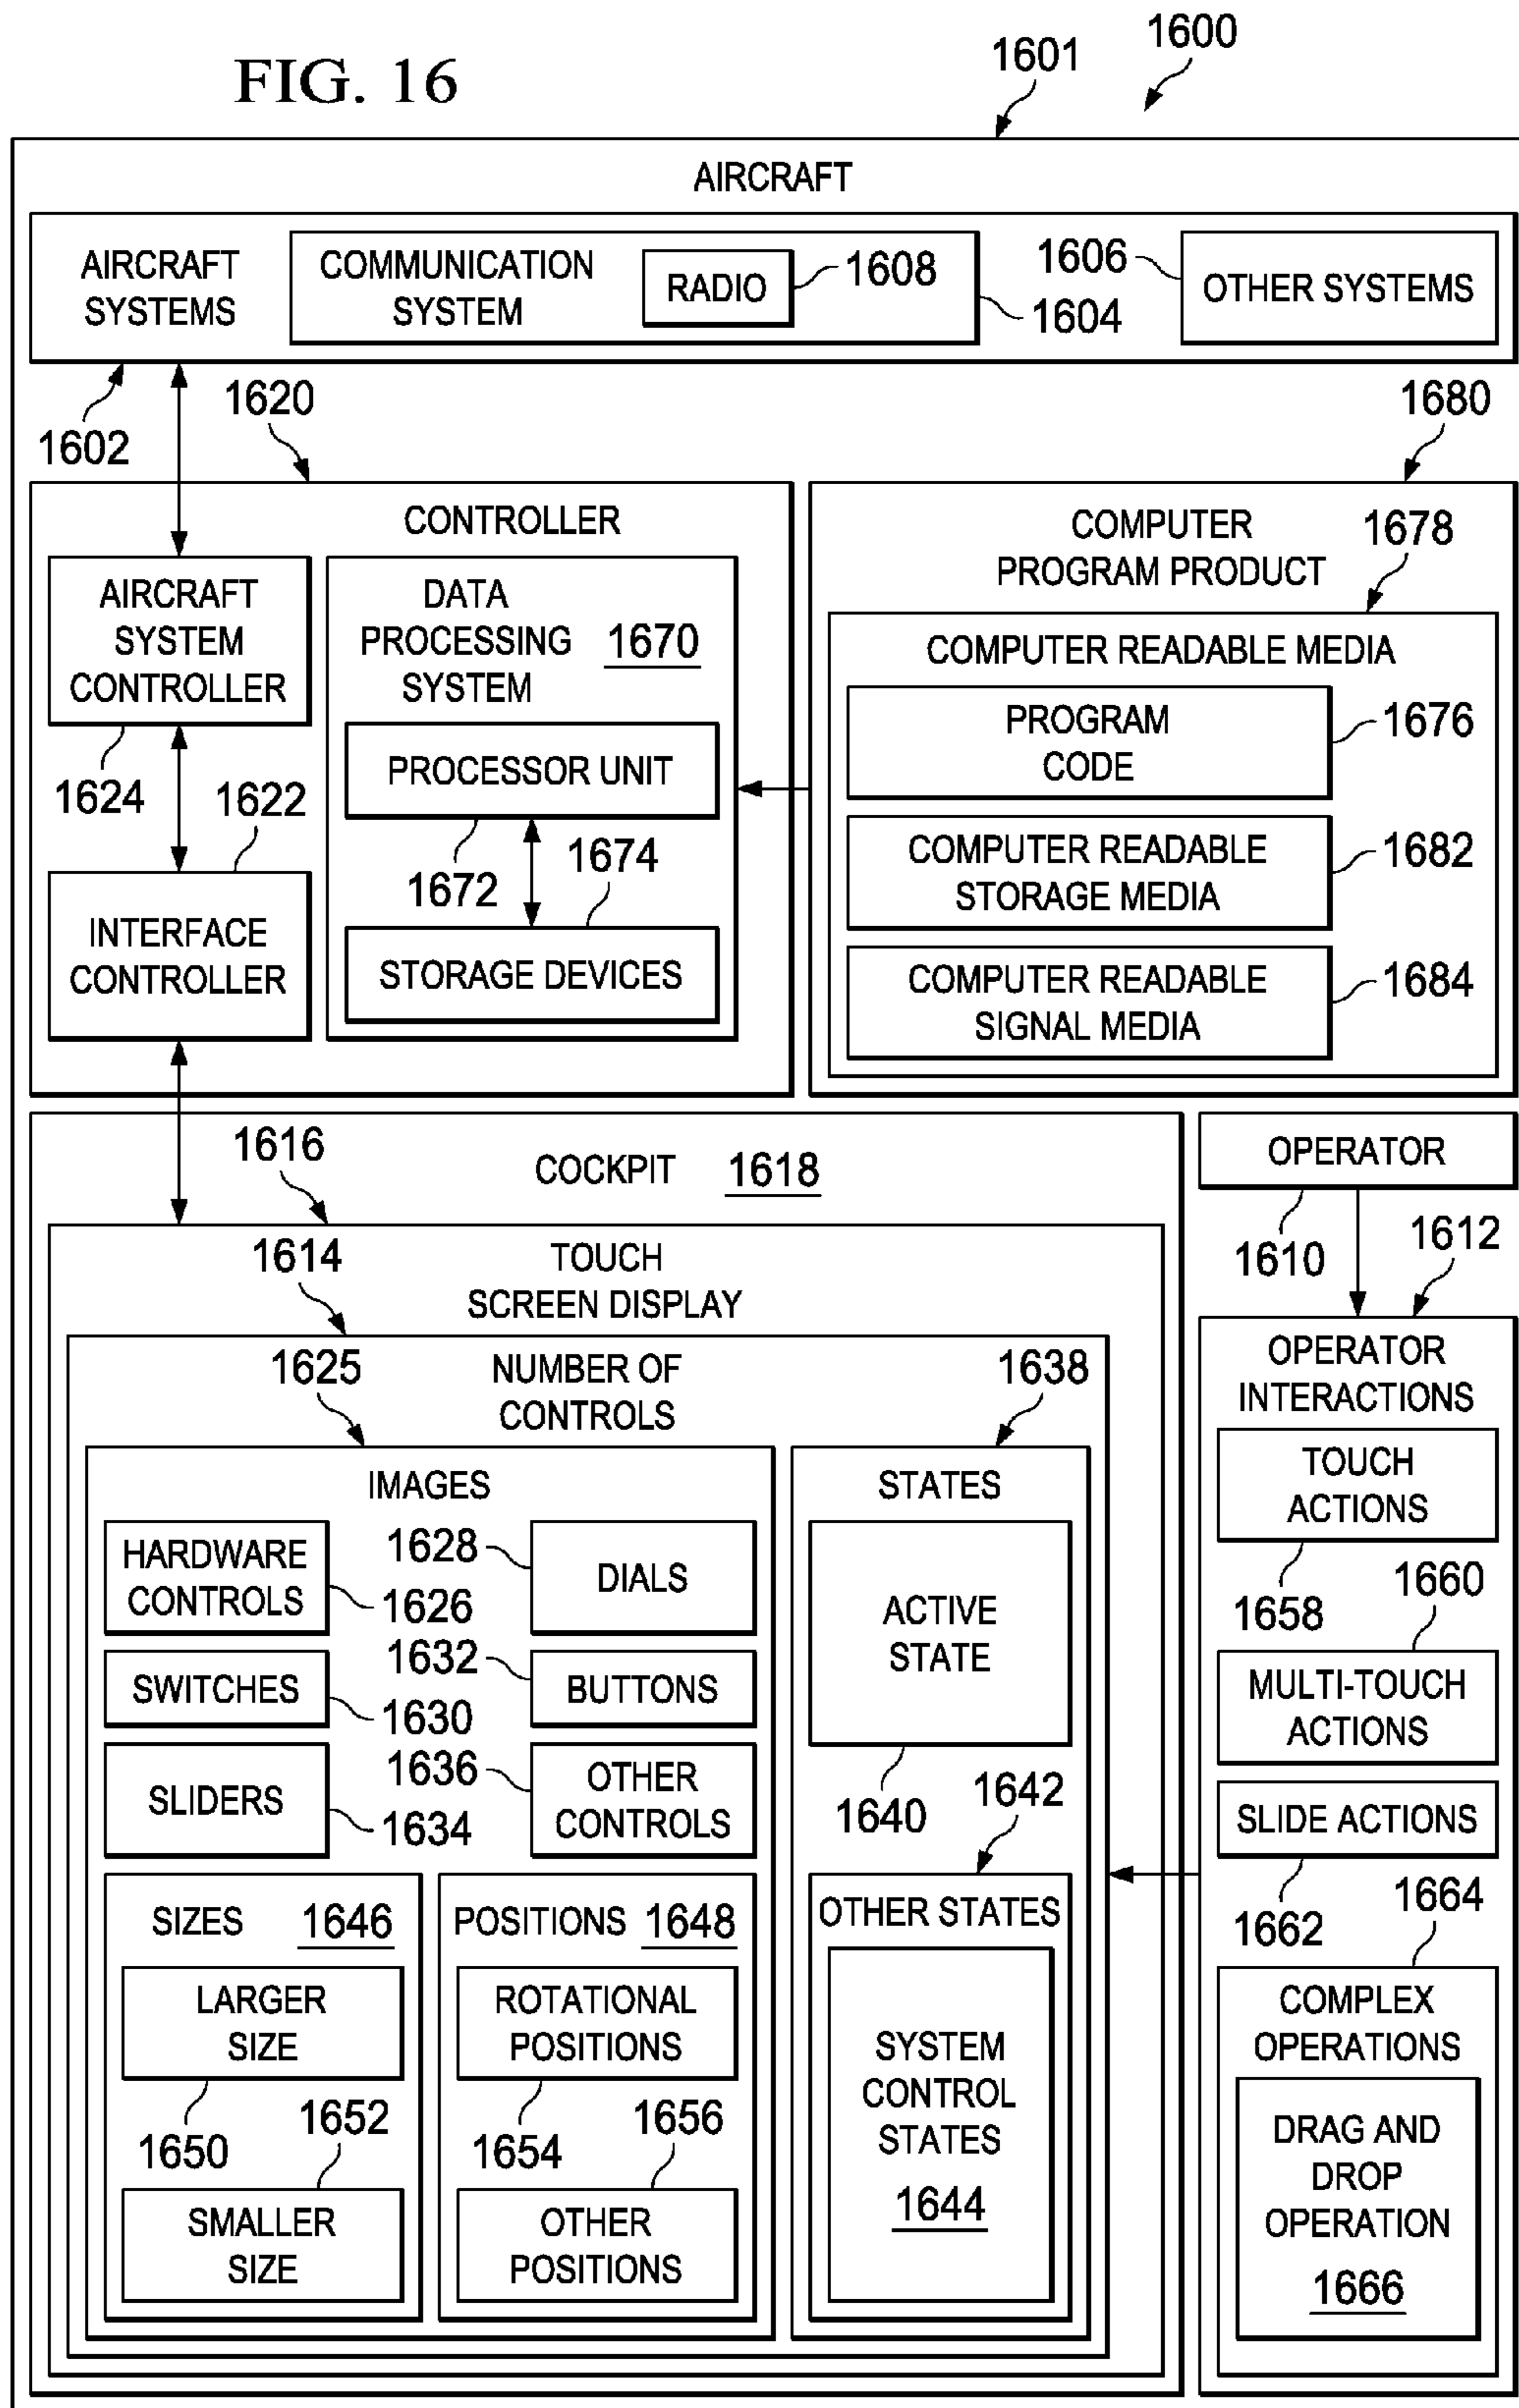 FIG. 16
1601
1600
AIRCRAFT
AIRCRAFT
SYSTEMS
COMMUNICATION
SYSTEM
RADIO
1608
1604
1606
OTHER SYSTEMS
1602
1620
1680
CONTROLLER
AIRCRAFT
SYSTEM
CONTROLLER
1624
1622
INTERFACE
CONTROLLER
DATA
PROCESSING
SYSTEM
1670
PROCESSOR UNIT
1672
1674
STORAGE DEVICES
COMPUTER
PROGRAM PRODUCT
1678
COMPUTER READABLE MEDIA
PROGRAM
CODE
1676
COMPUTER READABLE
STORAGE MEDIA
1682
COMPUTER READABLE
SIGNAL MEDIA
1684
1616
COCKPIT 1618
1614
TOUCH
SCREEN DISPLAY
1625
NUMBER OF
CONTROLS
1638
IMAGES
HARDWARE
CONTROLS
1626
1628
DIALS
SWITCHES
1630
1632
BUTTONS
SLIDERS
1634
1636
OTHER
CONTROLS
SIZES 1646
LARGER
SIZE
1650
1652
SMALLER
SIZE
POSITIONS 1648
ROTATIONAL
POSITIONS
1654
1656
OTHER
POSITIONS
STATES
ACTIVE
STATE
1640
1642
OTHER STATES
SYSTEM
CONTROL
STATES
1644
OPERATOR
1610
1612
OPERATOR
INTERACTIONS
TOUCH
ACTIONS
1658
1660
MULTI-TOUCH
ACTIONS
SLIDE ACTIONS
1662
1664
COMPLEX
OPERATIONS
DRAG AND
DROP
OPERATION
1666